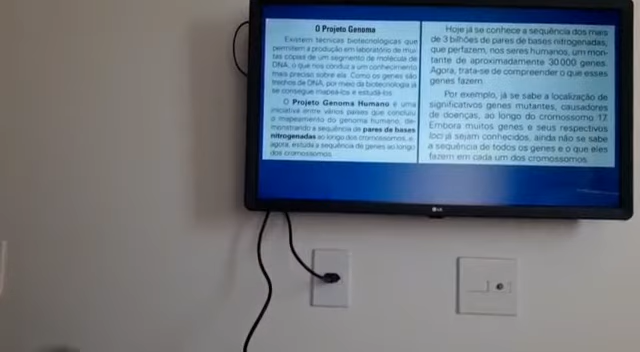 O Projeto Genoma
Existem técnicas biotecnológicas que
permitem a produção em laboratório de mui-
tas cópias de um segmento de molécula de
DNA, o que nos conduz a um conhecimento
mais preciso sobre ela. Como os genes são
trechos de DNA, por meio da biotecnologia já
se consegue mapeá-los e estudá-los.
O Projeto Genoma Humano é uma
iniciativa entre vários países que concluiu
o mapeamento do genoma humano, de-
monstrando a sequência de pares de bases
nitrogenadas ao longo dos cromossomos, e,
agora, estuda a sequência de genes ao longo
dos cromossomos.
Hoje já se conhece a sequência dos mais
de 3 bilhões de pares de bases nitrogenadas,
que perfazem, nos seres humanos, um mon-
tante de aproximadamente 30 000 genes.
Agora, trata-se de compreender o que esses
genes fazem.
Por exemplo, já se sabe a localização de
significativos genes mutantes, causadores
de doenças, ao longo do cromossomo 17.
Embora muitos genes e seus respectivos
loci já sejam conhecidos, ainda não se sabe
a sequência de todos os genes e o que eles
fazem em cada um dos cromossomos.
LG